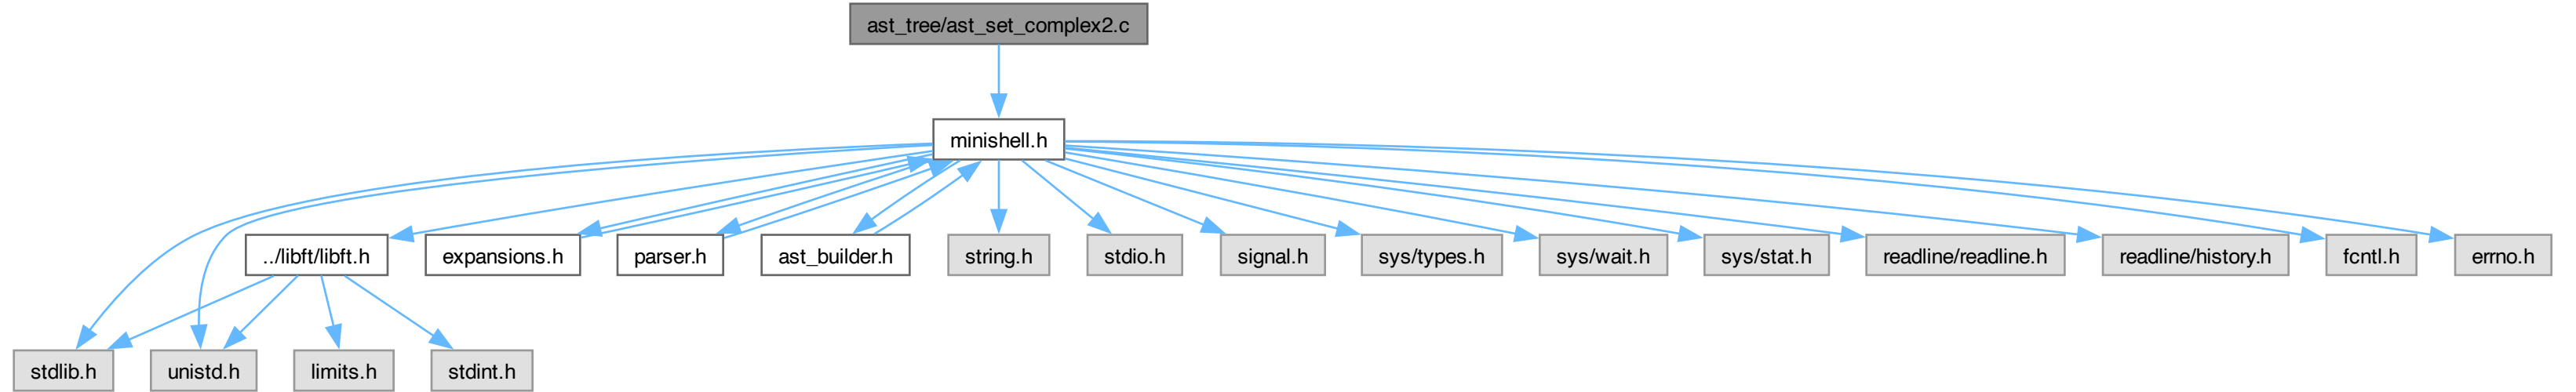 ast_tree/ast_set_complex2.c
minishell.h
../libft/libft.h
expansions.h
parser.h
ast_builder.h
string.h
stdio.h
signal.h
sys/types.h
sys/wait.h
sys/stat.h
readline/readline.h
readline/history.h
fcntl.h
errno.h
stdlib.h
unistd.h
limits.h
stdint.h